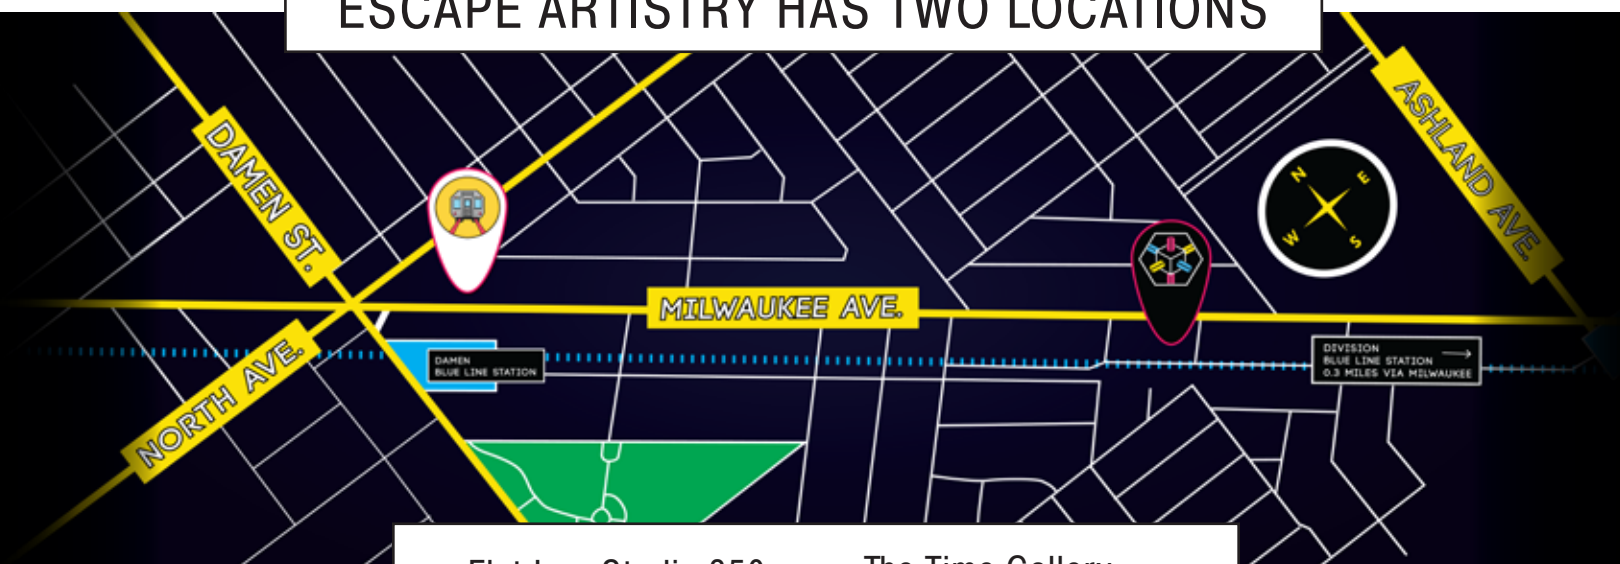 ESCAPE ARTISTRY HAS TWO LOCATIONS
DAMEN ST.
ASHLAND AVE.
N
E
W
S
MILWAUKEE AVE.
NORTH AVE.
DAMEN
BLUE LINE STATION
DIVISION →
BLUE LINE STATION
0.3 MILES VIA MILWAUKEE
The Time Gallery